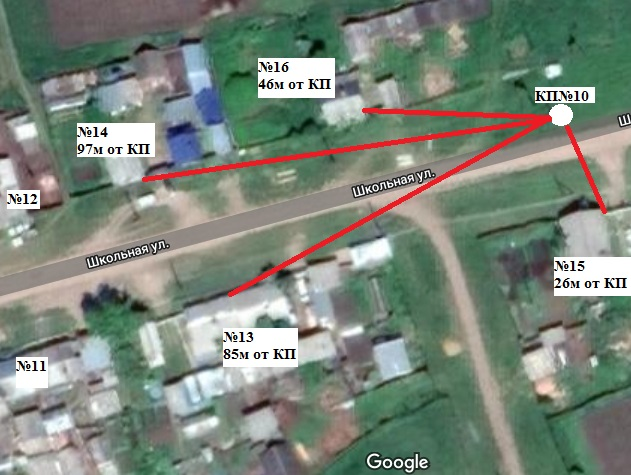 №16
46м от КП
КП№10
Ш
№14
97м от КП
Школьная ул.
№12
Школьная ул.
№15
26м от КП
№13
85м от КП
№11
Google